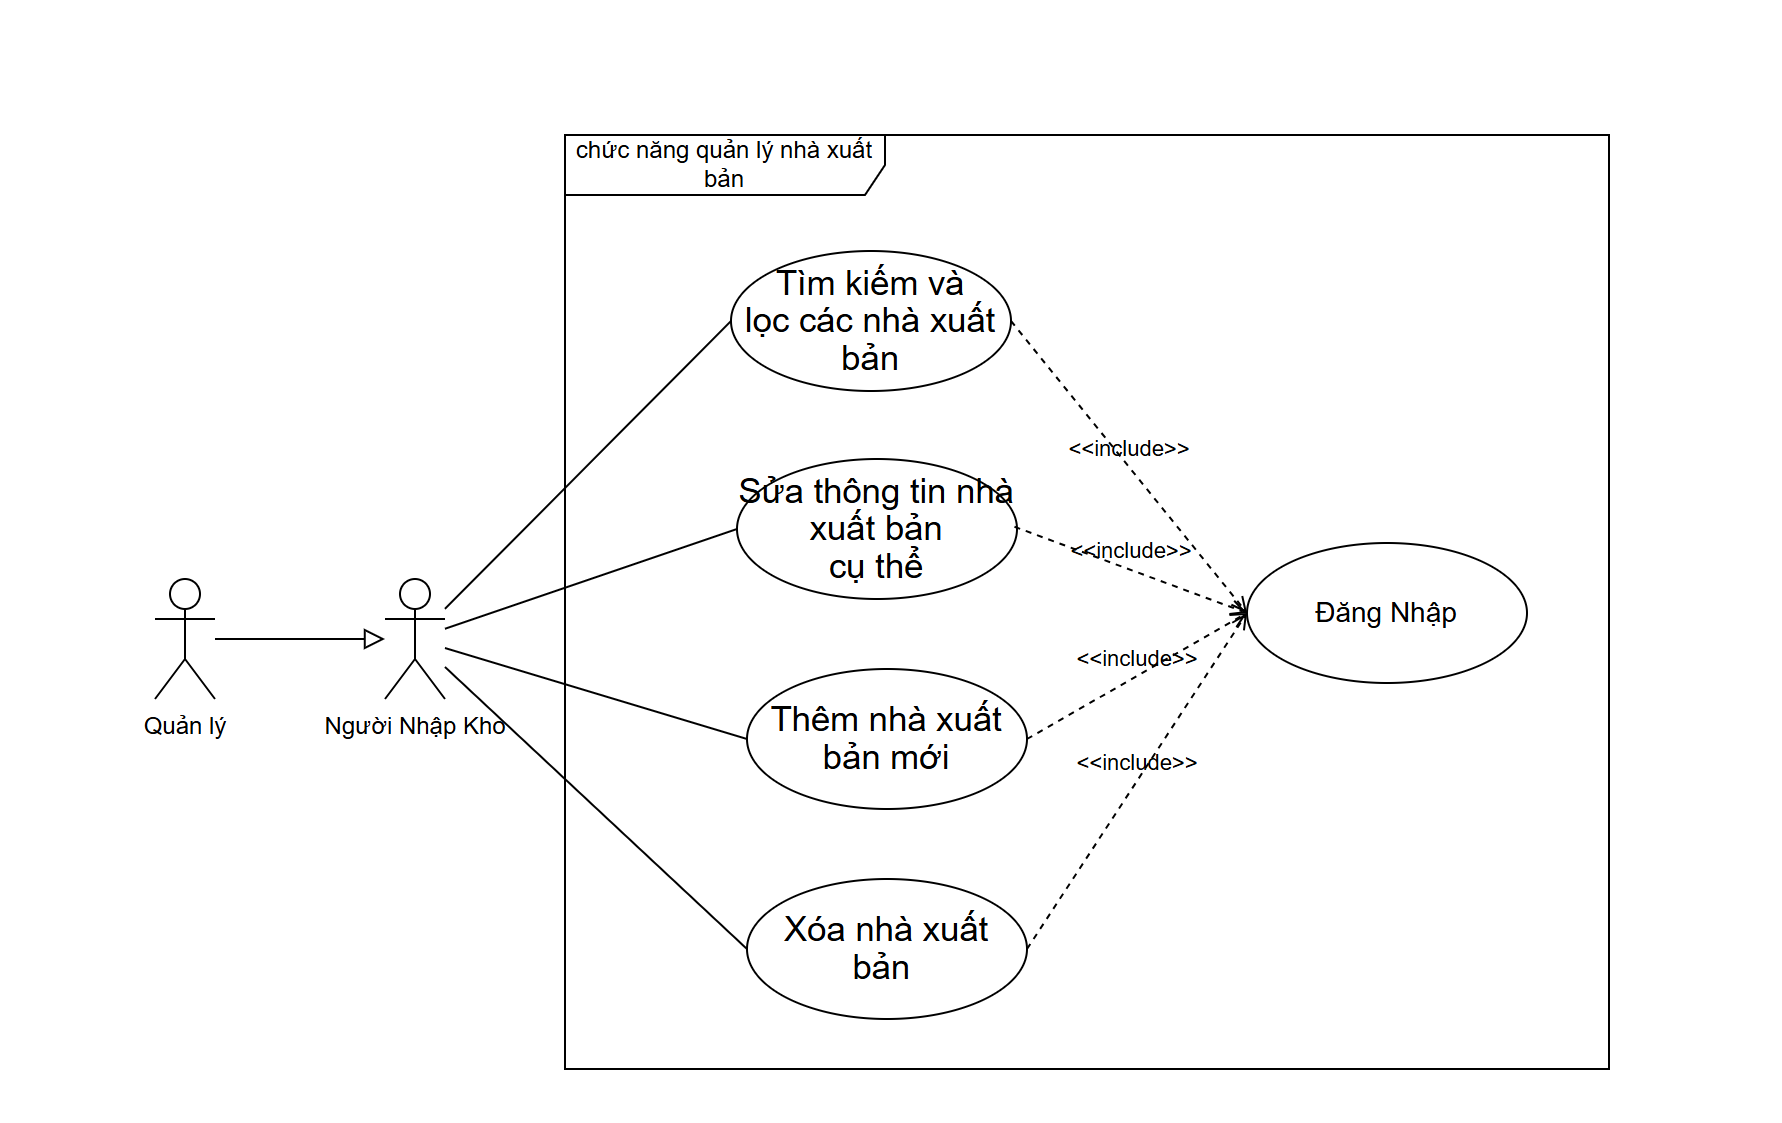 chức năng quản lý nhà xuất
bản
Tìm kiếm và
lọc các nhà xuất
bản
<<include>>
Sửa thông tin nhà
xuất bản
cụ thể
<<include>>
Đăng Nhập
<<include>>
Quản lý
Người Nhập Kho
Thêm nhà xuất
bản mới
<<include>>
Xóa nhà xuất
bản